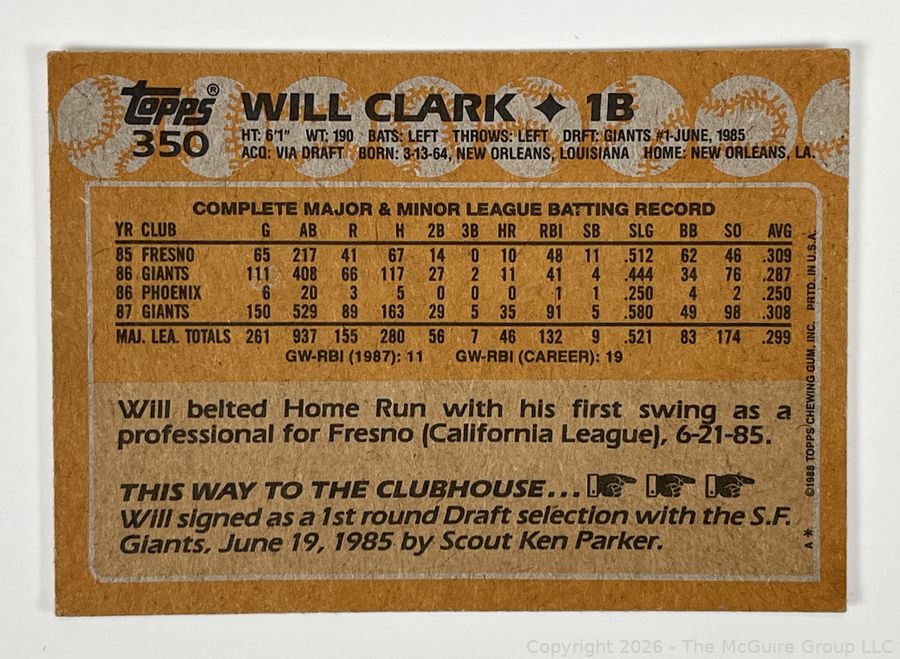 topps®
350
WILL CLARK ✦ 1B
HT: 6'1" WT: 190 BATS: LEFT THROWS: LEFT DRFT: GIANTS #1-JUNE, 1985
ACQ: VIA DRAFT BORN: 3-13-64, NEW ORLEANS, LOUISIANA HOME: NEW ORLEANS, LA.
COMPLETE MAJOR & MINOR LEAGUE BATTING RECORD
YR CLUB G AB R H 2B 3B HR RBI SB SLG BB SO AVG
85 FRESNO 65 217 41 67 14 0 10 48 11 .512 62 46 .309
86 GIANTS 111 408 66 117 27 2 11 41 4 .444 34 76 .287
86 PHOENIX 6 20 3 5 0 0 0 1 1 .250 4 2 .250
87 GIANTS 150 529 89 163 29 5 35 91 5 .580 49 98 .308
MAJ. LEA. TOTALS 261 937 155 280 56 7 46 132 9 .521 83 174 .299
GW-RBI (1987): 11 GW-RBI (CAREER): 19
Will belted Home Run with his first swing as a
professional for Fresno (California League), 6-21-85.
THIS WAY TO THE CLUBHOUSE...
Will signed as a 1st round Draft selection with the S.F.
Giants, June 19, 1985 by Scout Ken Parker.
A * ©1988 TOPPS CHEWING GUM, INC. PRTD. IN U.S.A.
Copyright 2026 - The McGuire Group LLC